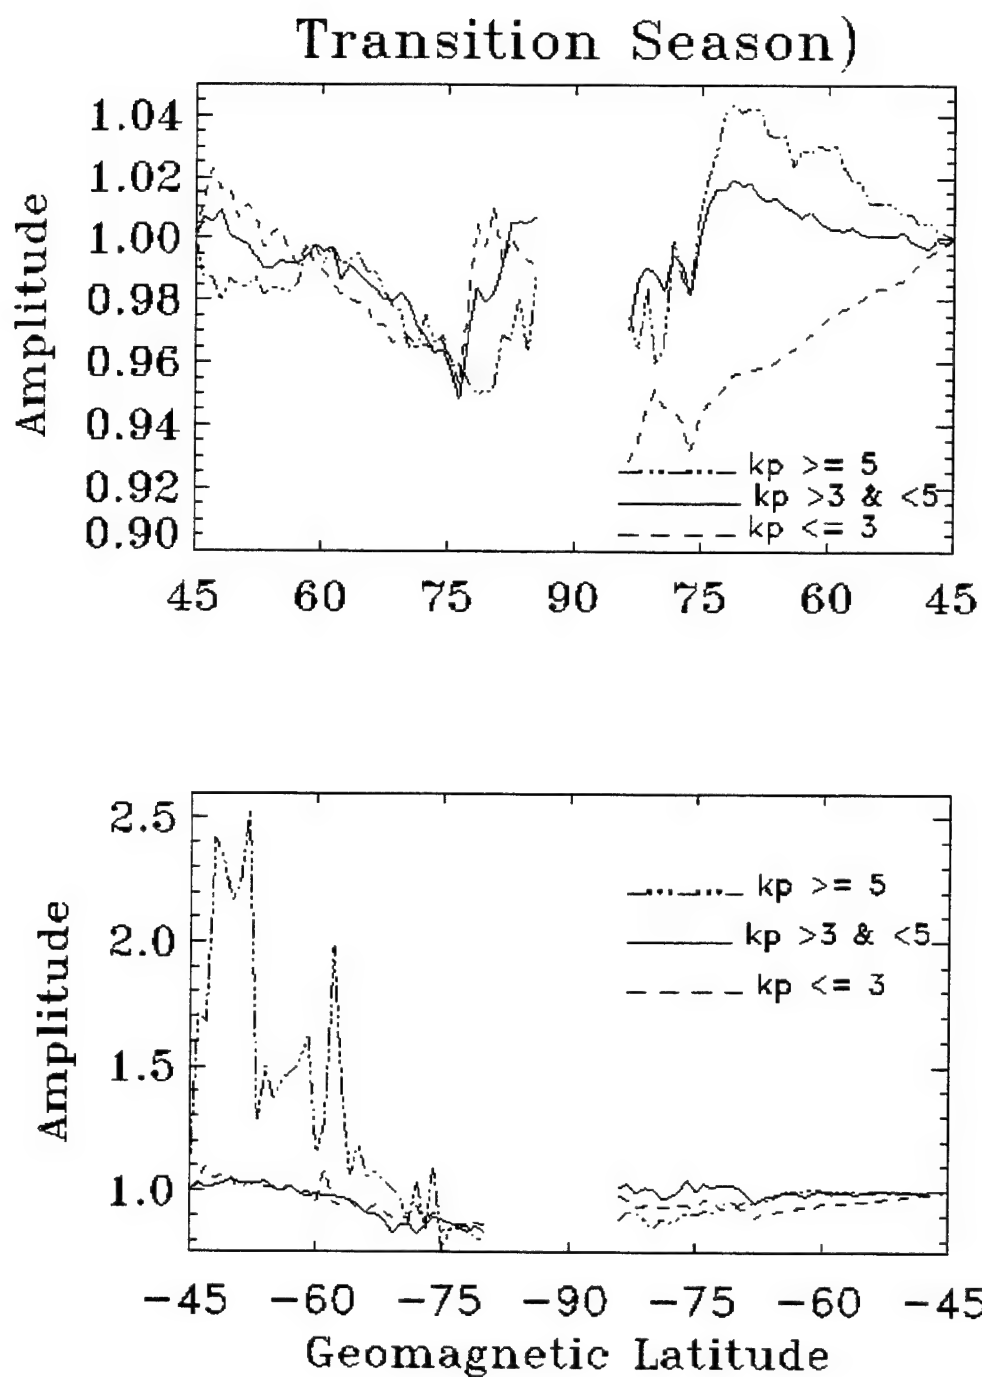 Transition Season)
Amplitude
1.04
1.02
1.00
0.98
0.96
0.94
0.92
0.90
kp >= 5
kp >3 & <5
kp <= 3
45 60 75 90 75 60 45
Amplitude
2.5
2.0
1.5
1.0
kp >= 5
kp >3 & <5
kp <= 3
-45 -60 -75 -90 -75 -60 -45
Geomagnetic Latitude